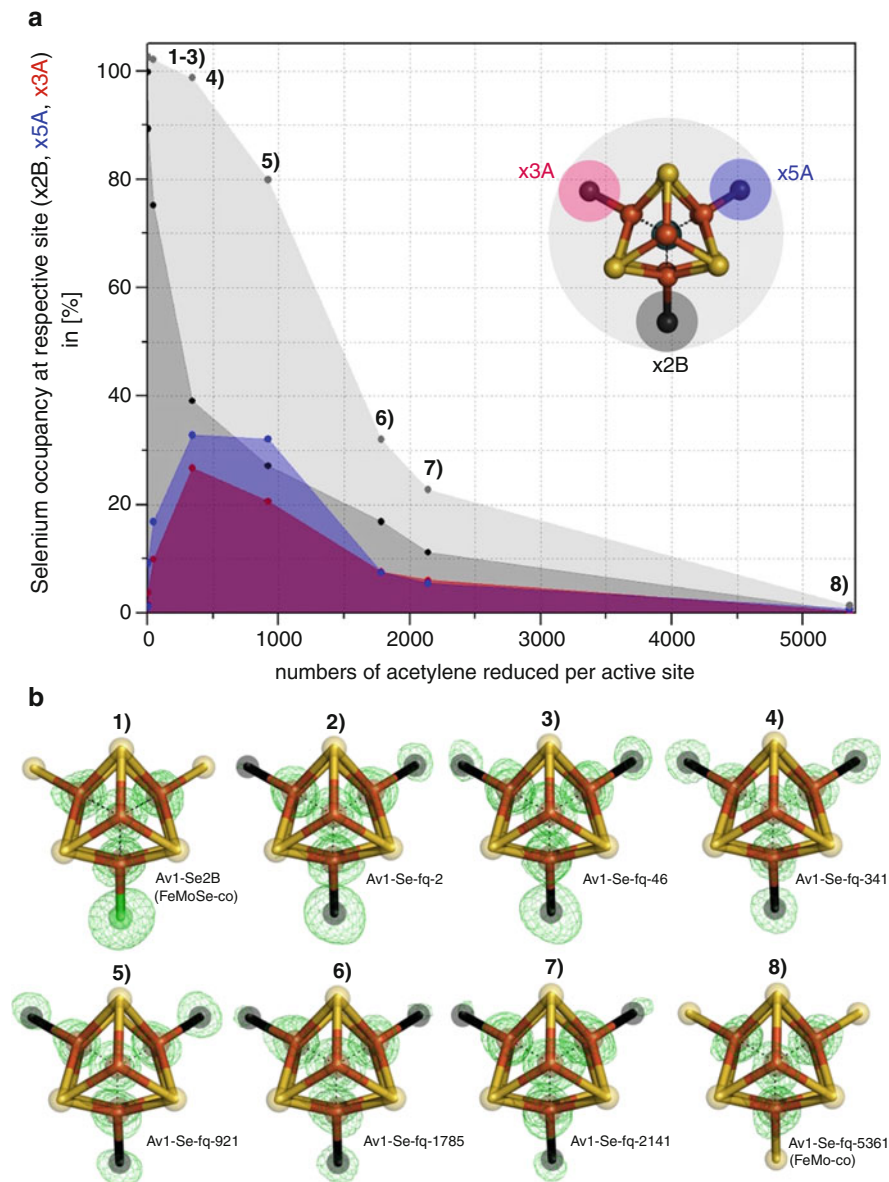 a
Selenium occupancy at respective site (x2B, x5A, x3A)
in [%]
100
80
60
40
20
0
1-3)
4)
5)
6)
7)
8)
x3A
x5A
x2B
0
1000
2000
3000
4000
5000
numbers of acetylene reduced per active site
b
1)
2)
3)
4)
Av1-Se2B
(FeMoSe-co)
Av1-Se-fq-2
Av1-Se-fq-46
Av1-Se-fq-341
5)
6)
7)
8)
Av1-Se-fq-921
Av1-Se-fq-1785
Av1-Se-fq-2141
Av1-Se-fq-5361
(FeMo-co)